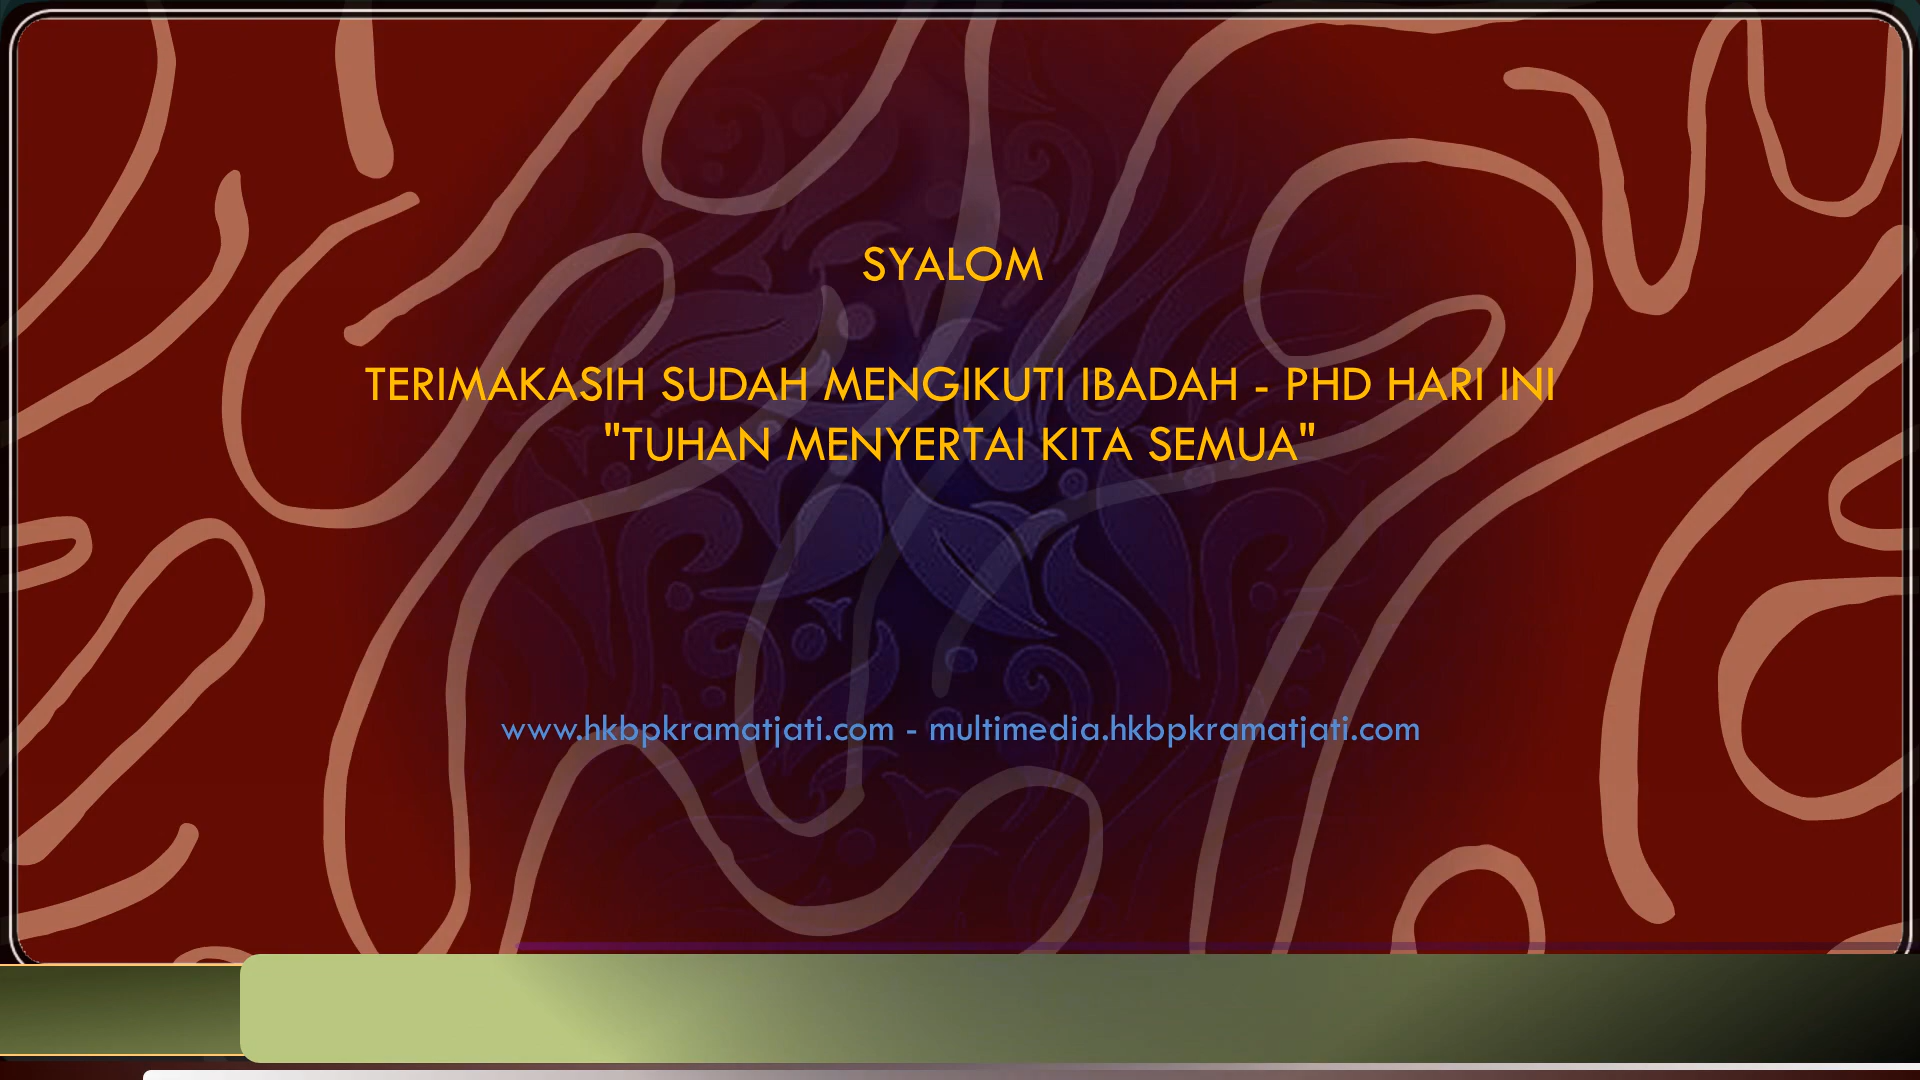 SYALOM
TERIMAKASIH SUDAH MENGIKUTI IBADAH - PHD HARI INI
"TUHAN MENYERTAI KITA SEMUA"
www.hkbpkramatjati.com - multimedia.hkbpkramatjati.com